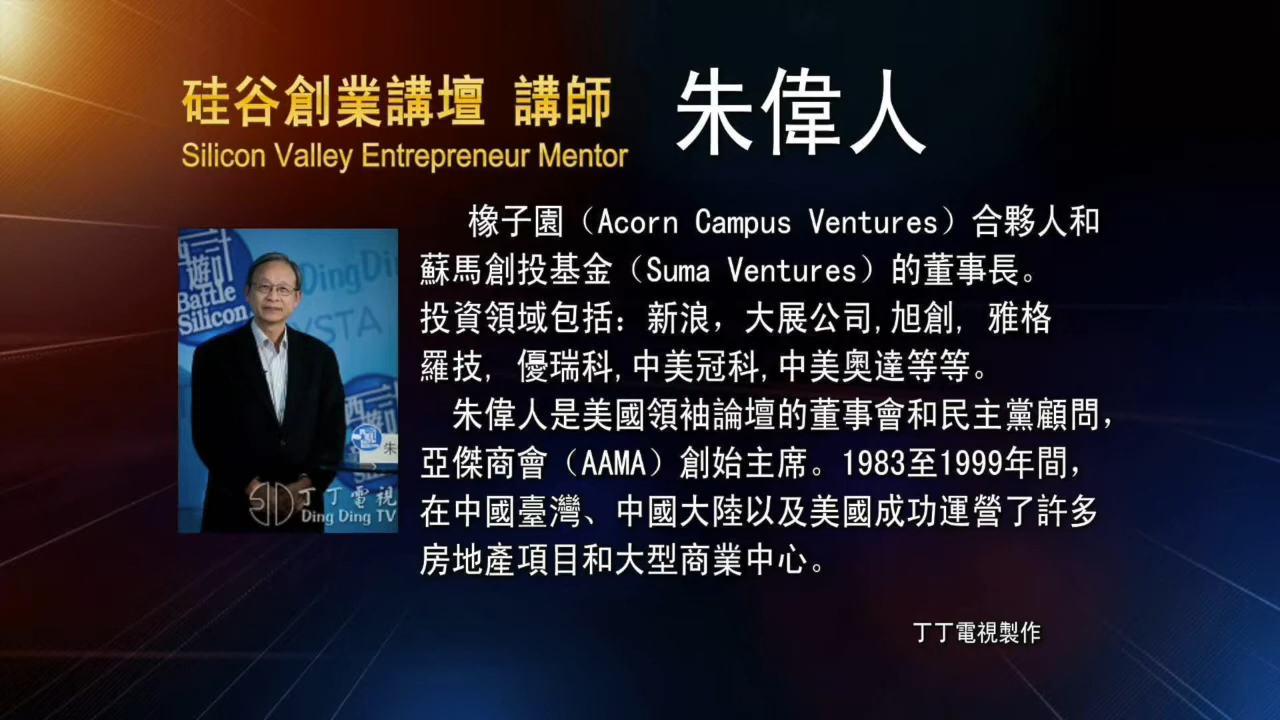 硅谷創業講壇 講師 朱偉人
Silicon Valley Entrepreneur Mentor
橡子園（Acorn Campus Ventures）合夥人和
蘇馬創投基金（Suma Ventures）的董事長。
投資領域包括：新浪，大展公司,旭創, 雅格
羅技, 優瑞科,中美冠科,中美奧達等等。
朱偉人是美國領袖論壇的董事會和民主黨顧問，
亞傑商會（AAMA）創始主席。1983至1999年間，
在中國臺灣、中國大陸以及美國成功運營了許多
房地產項目和大型商業中心。
西遊記
Battle
Silicon
DingDi
YSTA
朱
丁丁電視
Ding Ding TV
丁丁電視製作